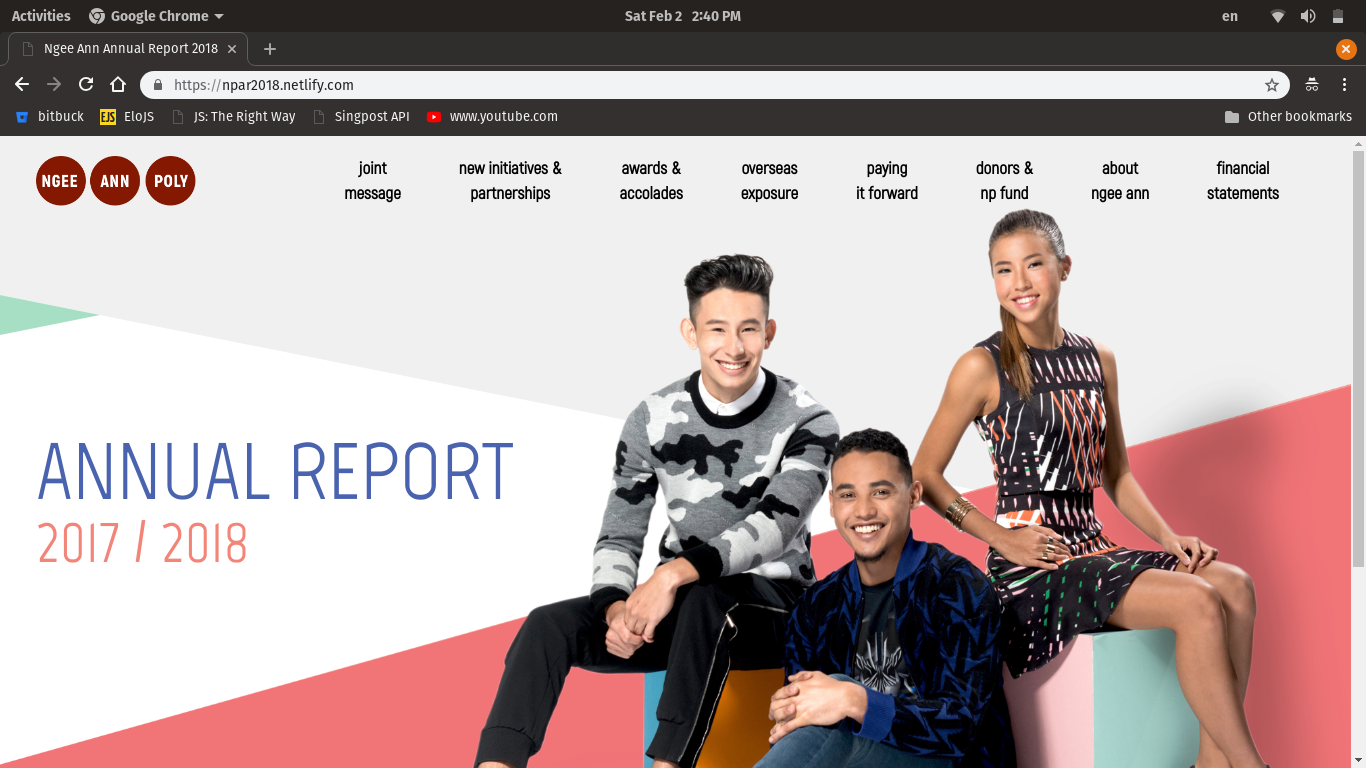 Activities Google Chrome Sat Feb 2 2:40 PM en
Ngee Ann Annual Report 2018
https://npar2018.netlify.com
bitbuck EJS EloJS JS: The Right Way Singpost API www.youtube.com Other bookmarks
NGEE ANN POLY
joint
message
new initiatives &
partnerships
awards &
accolades
overseas
exposure
paying
it forward
donors &
np fund
about
ngee ann
financial
statements
ANNUAL REPORT
2017 / 2018